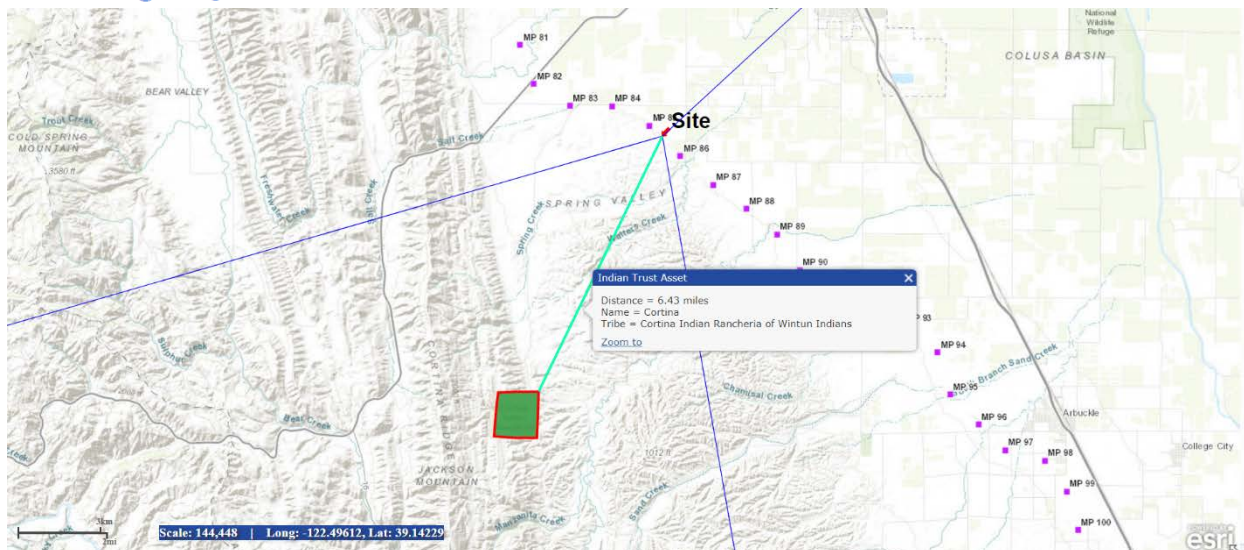 National
Wildlife
Refuge
COLUSA BASIN
MP 81
MP 82
BEAR VALLEY
MP 83
MP 84
Trout Creek
COLD SPRING
MOUNTAIN
3580 ft
Salt Creek
MP 8
Site
MP 86
Freshwater
Creek
Salt Creek
MP 87
SPRING VALLEY
MP 88
Spring Creek
Walters Creek
MP 89
MP 90
Indian Trust Asset
Distance = 6.43 miles
Name = Cortina
Tribe = Cortina Indian Rancheria of Wintun Indians
Zoom to
93
MP 94
Sulphur Creek
CORTINA RIDGE
Branch Sand Creek
Chamisal Creek
MP 95
Bear Creek
MP 96
Arbuckle
MP 97
College City
1012 ft
MP 98
JACKSON
MOUNTAIN
16
Sand Creek
MP 99
Manzanita Creek
MP 100
3km
2mi
Scale: 144,448 | Long: -122.49612, Lat: 39.14229
esri